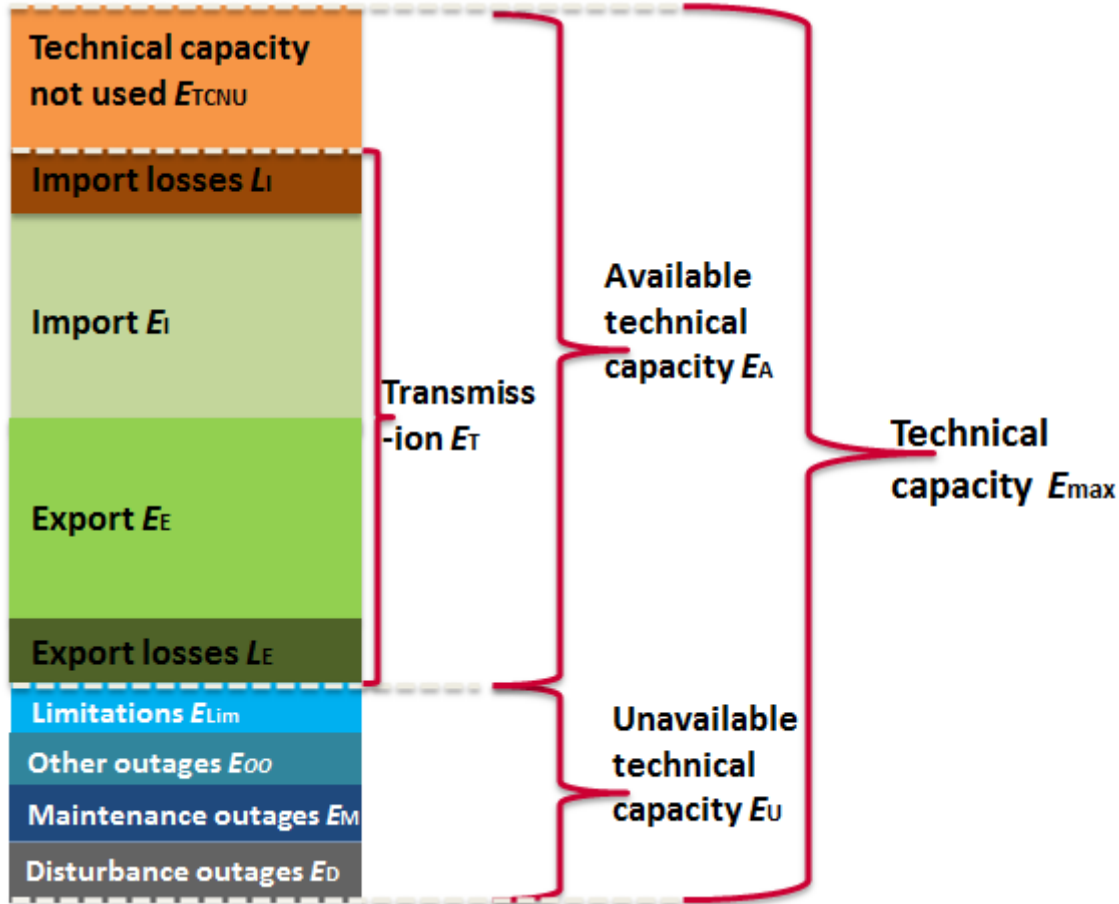 Technical capacity
not used ETCNU
Import losses LI
Import EI
Export EE
Export losses LE
Limitations ELim
Other outages EOO
Maintenance outages EM
Disturbance outages ED
Transmiss
-ion ET
Available
technical
capacity EA
Unavailable
technical
capacity EU
Technical
capacity Emax